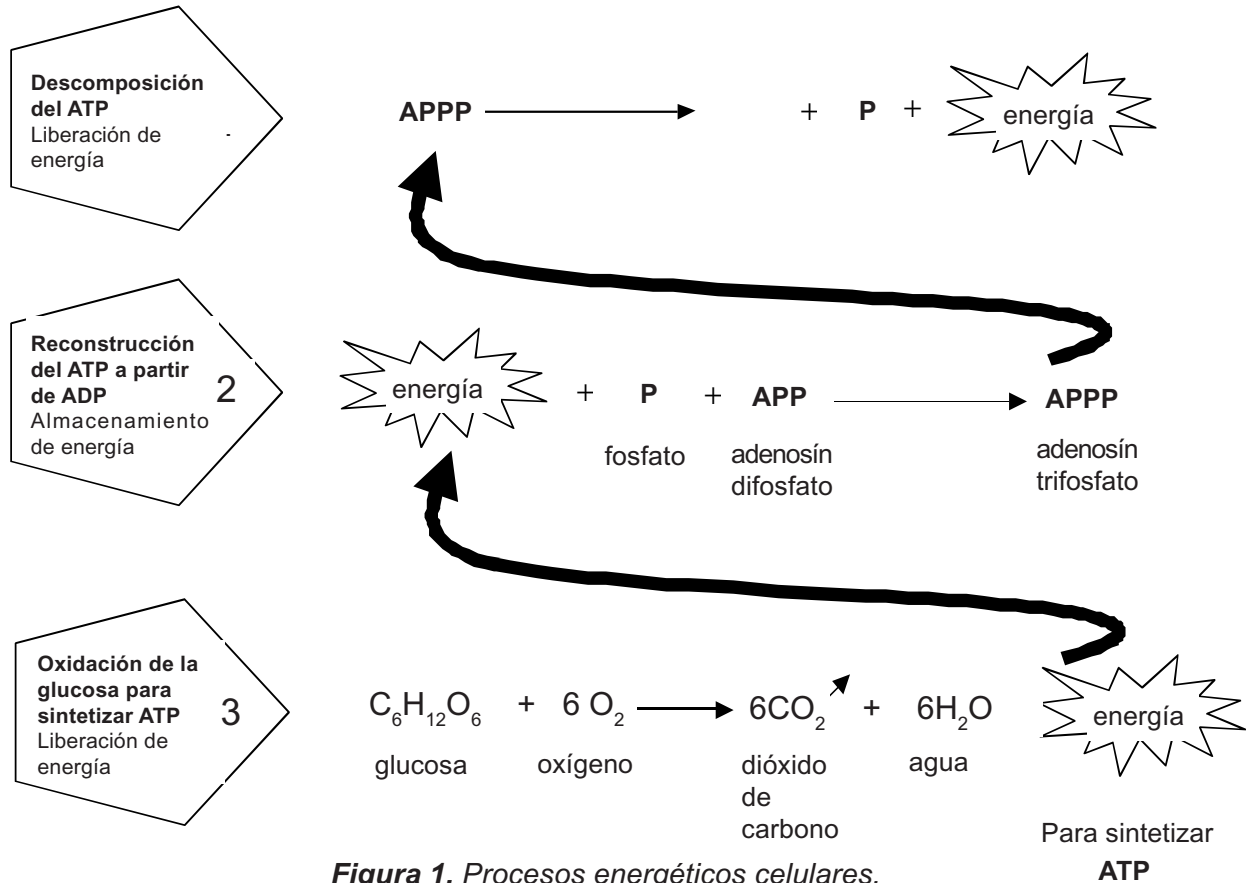 Descomposición
del ATP
Liberación de
energía
APPP + P + energía
Reconstrucción
del ATP a partir
de ADP
Almacenamiento
de energía
2
energía + P + APP APPP
fosfato adenosín
difosfato
adenosín
trifosfato
Oxidación de la
glucosa para
sintetizar ATP
Liberación de
energía
3
C₆H₁₂O₆ + 6 O₂ 6CO₂ + 6H₂O energía
glucosa oxígeno dióxido
de
carbono
agua
Para sintetizar
ATP
Figura 1. Procesos energéticos celulares.